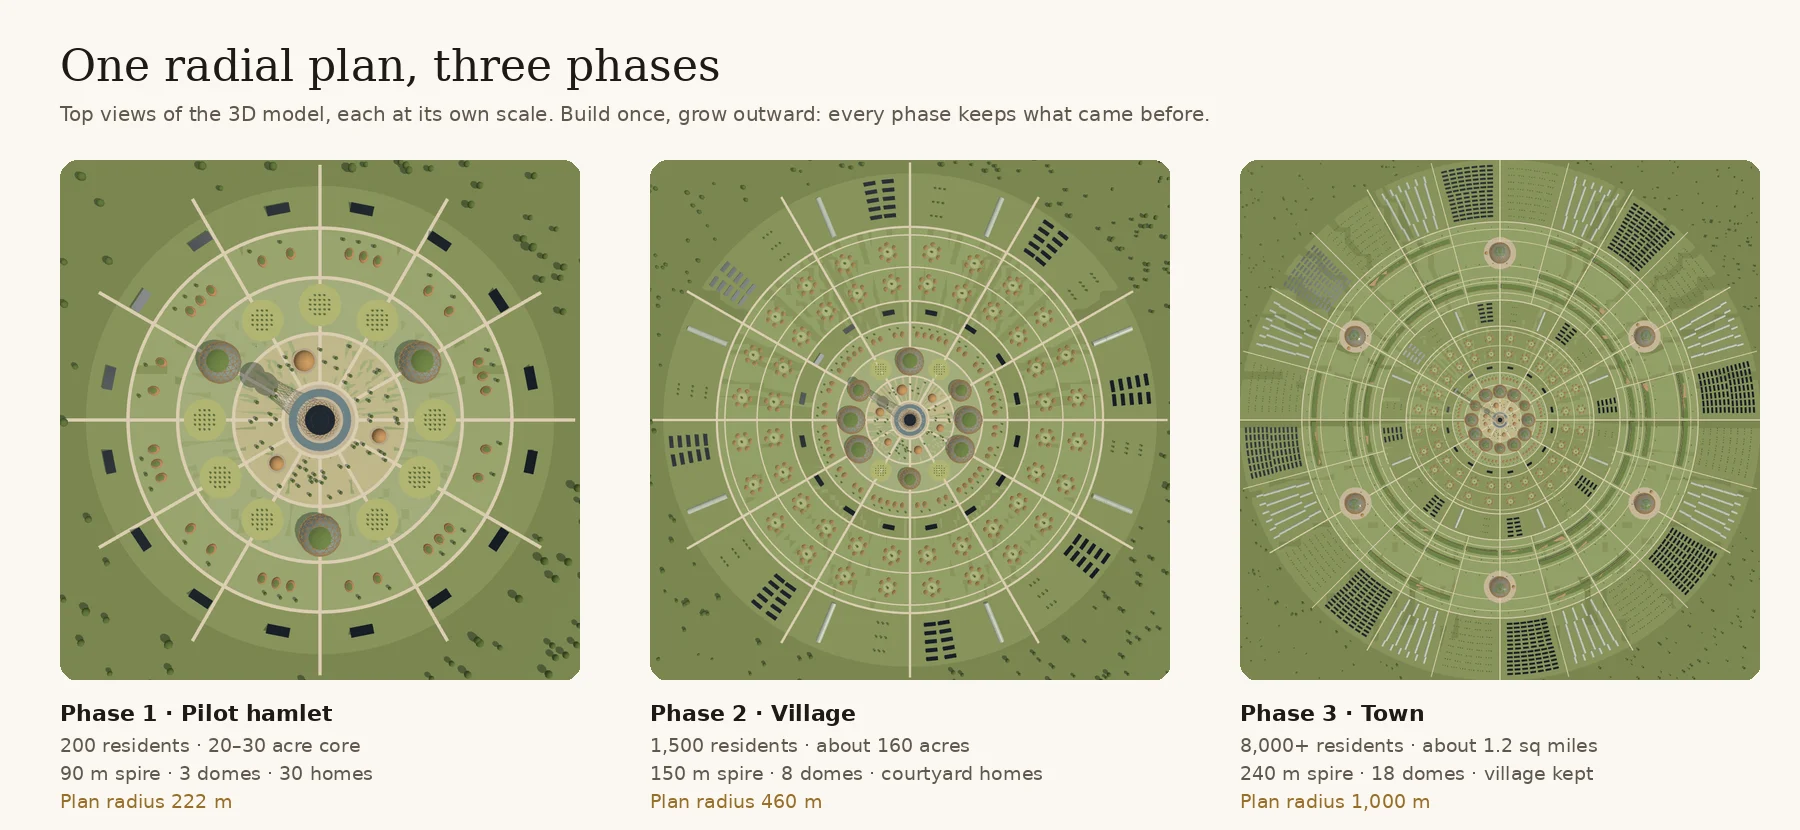 One radial plan, three phases
Top views of the 3D model, each at its own scale. Build once, grow outward: every phase keeps what came before.
Phase 1 · Pilot hamlet
200 residents · 20–30 acre core
90 m spire · 3 domes · 30 homes
Plan radius 222 m
Phase 2 · Village
1,500 residents · about 160 acres
150 m spire · 8 domes · courtyard homes
Plan radius 460 m
Phase 3 · Town
8,000+ residents · about 1.2 sq miles
240 m spire · 18 domes · village kept
Plan radius 1,000 m